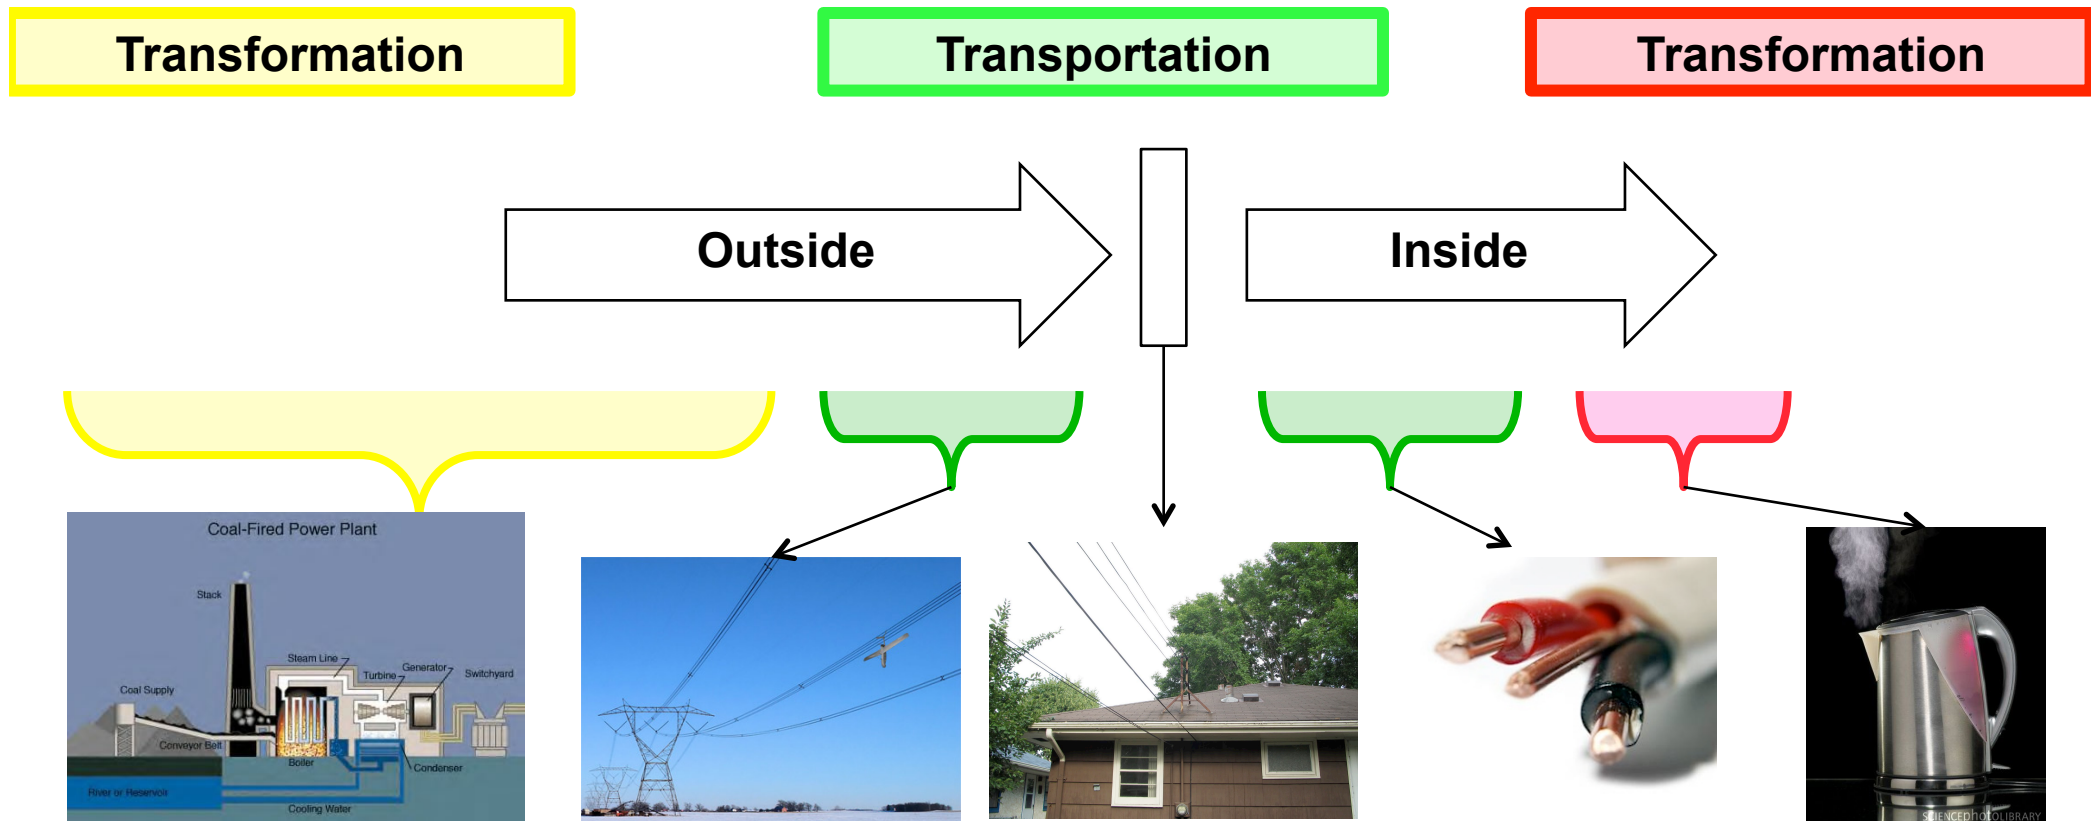 Transformation
Transportation
Transformation
Outside
Inside
Coal-Fired Power Plant
Stack
Steam Line
Turbine
Generator
Switchyard
Coal Supply
Conveyor Belt
Boiler
Condenser
River or Reservoir
Cooling Water
SCIENCEPHOTOLIBRARY